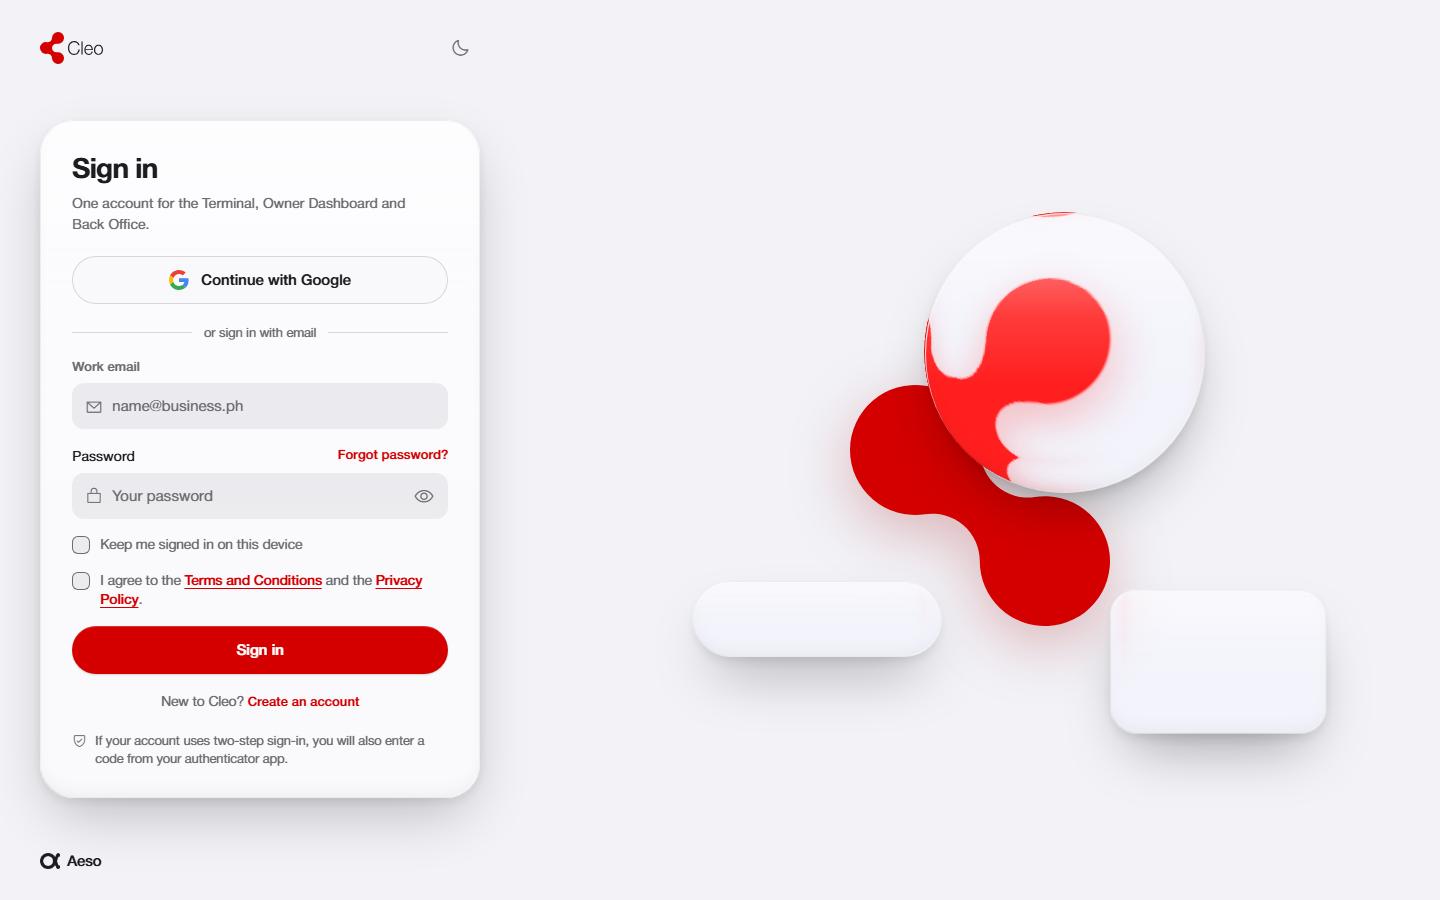 Cleo
Sign in
One account for the Terminal, Owner Dashboard and
Back Office.
Continue with Google
or sign in with email
Work email
name@business.ph
Password
Forgot password?
Your password
Keep me signed in on this device
I agree to the Terms and Conditions and the Privacy
Policy.
Sign in
New to Cleo? Create an account
If your account uses two-step sign-in, you will also enter a
code from your authenticator app.
Aeso